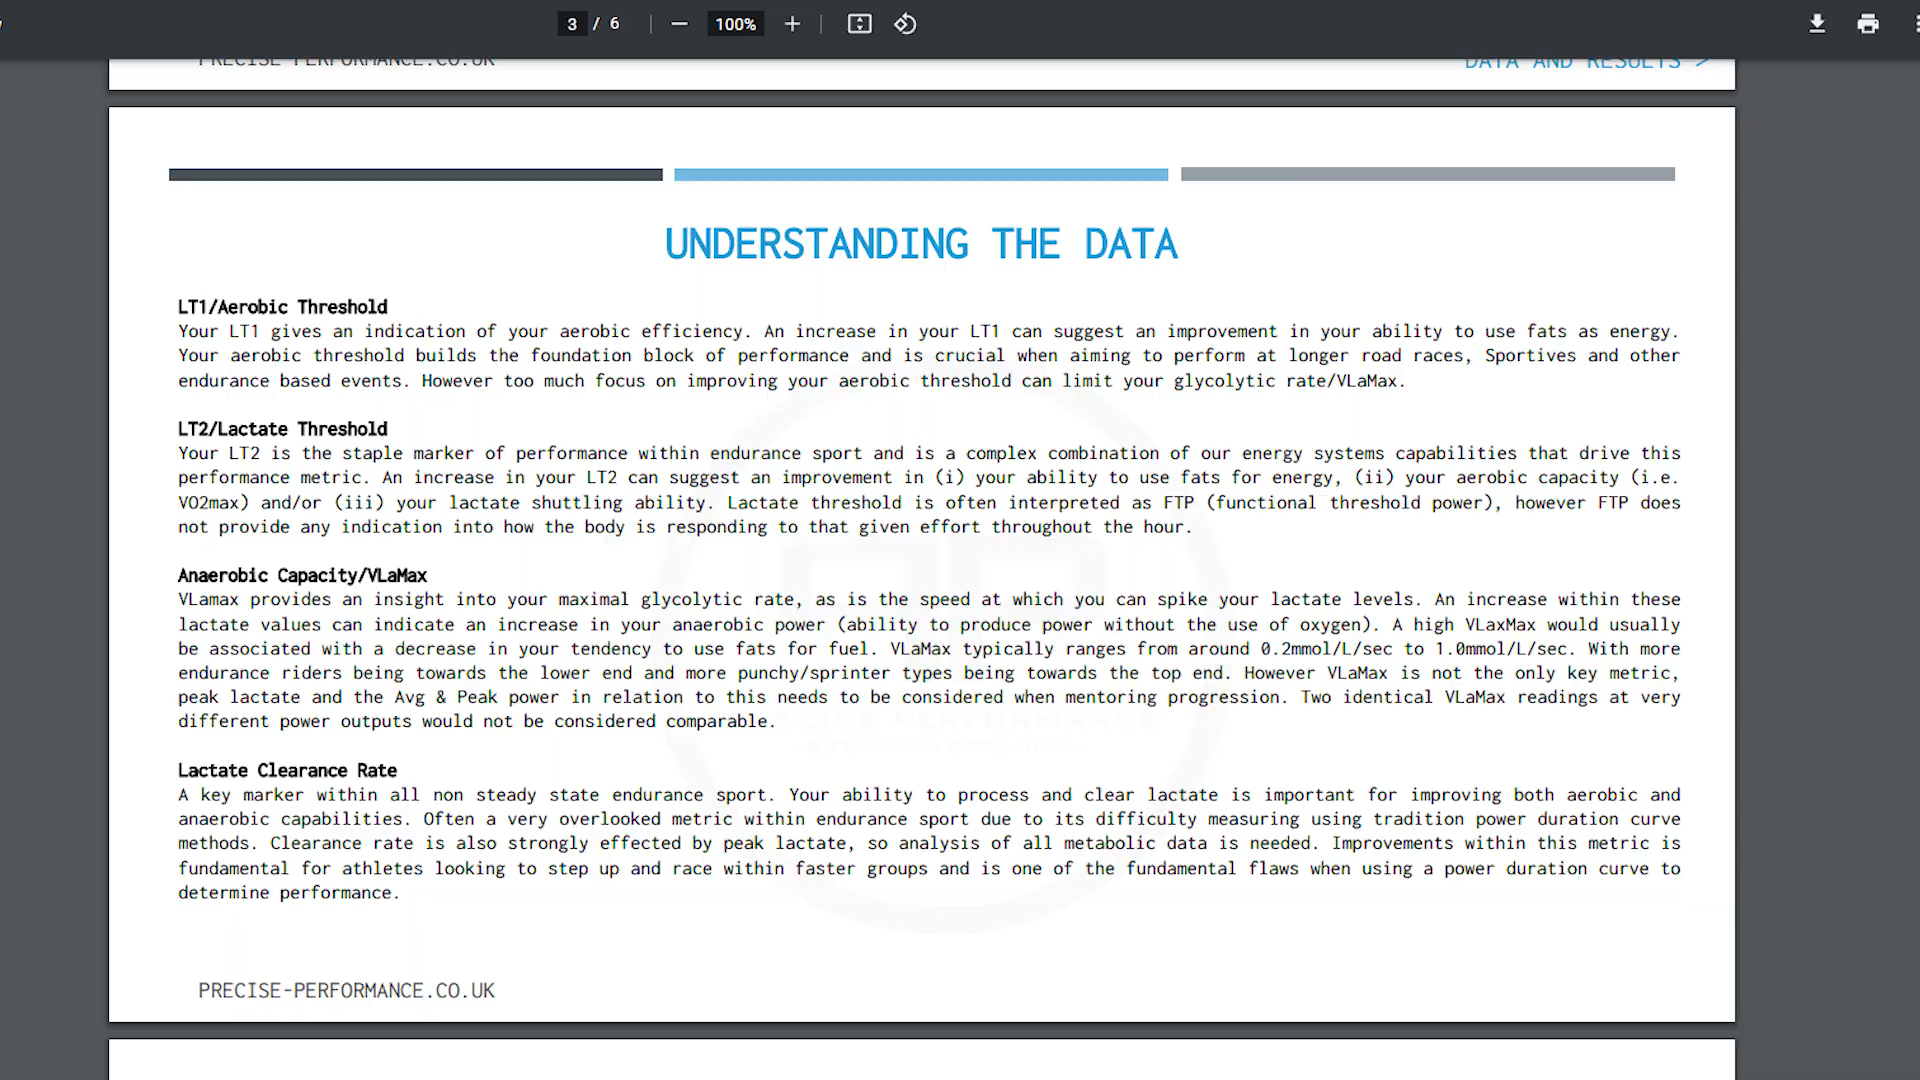 3 / 6
100%
PRECISE-PERFORMANCE.CO.UK
DATA AND RESULTS >
UNDERSTANDING THE DATA
LT1/Aerobic Threshold
Your LT1 gives an indication of your aerobic efficiency. An increase in your LT1 can suggest an improvement in your ability to use fats as energy.
Your aerobic threshold builds the foundation block of performance and is crucial when aiming to perform at longer road races, Sportives and other
endurance based events. However too much focus on improving your aerobic threshold can limit your glycolytic rate/VLaMax.
LT2/Lactate Threshold
Your LT2 is the staple marker of performance within endurance sport and is a complex combination of our energy systems capabilities that drive this
performance metric. An increase in your LT2 can suggest an improvement in (i) your ability to use fats for energy, (ii) your aerobic capacity (i.e.
VO2max) and/or (iii) your lactate shuttling ability. Lactate threshold is often interpreted as FTP (functional threshold power), however FTP does
not provide any indication into how the body is responding to that given effort throughout the hour.
Anaerobic Capacity/VLaMax
VLamax provides an insight into your maximal glycolytic rate, as is the speed at which you can spike your lactate levels. An increase within these
lactate values can indicate an increase in your anaerobic power (ability to produce power without the use of oxygen). A high VLaxMax would usually
be associated with a decrease in your tendency to use fats for fuel. VLaMax typically ranges from around 0.2mmol/L/sec to 1.0mmol/L/sec. With more
endurance riders being towards the lower end and more punchy/sprinter types being towards the top end. However VLaMax is not the only key metric,
peak lactate and the Avg & Peak power in relation to this needs to be considered when mentoring progression. Two identical VLaMax readings at very
different power outputs would not be considered comparable.
Lactate Clearance Rate
A key marker within all non steady state endurance sport. Your ability to process and clear lactate is important for improving both aerobic and
anaerobic capabilities. Often a very overlooked metric within endurance sport due to its difficulty measuring using tradition power duration curve
methods. Clearance rate is also strongly effected by peak lactate, so analysis of all metabolic data is needed. Improvements within this metric is
fundamental for athletes looking to step up and race within faster groups and is one of the fundamental flaws when using a power duration curve to
determine performance.
PRECISE-PERFORMANCE.CO.UK